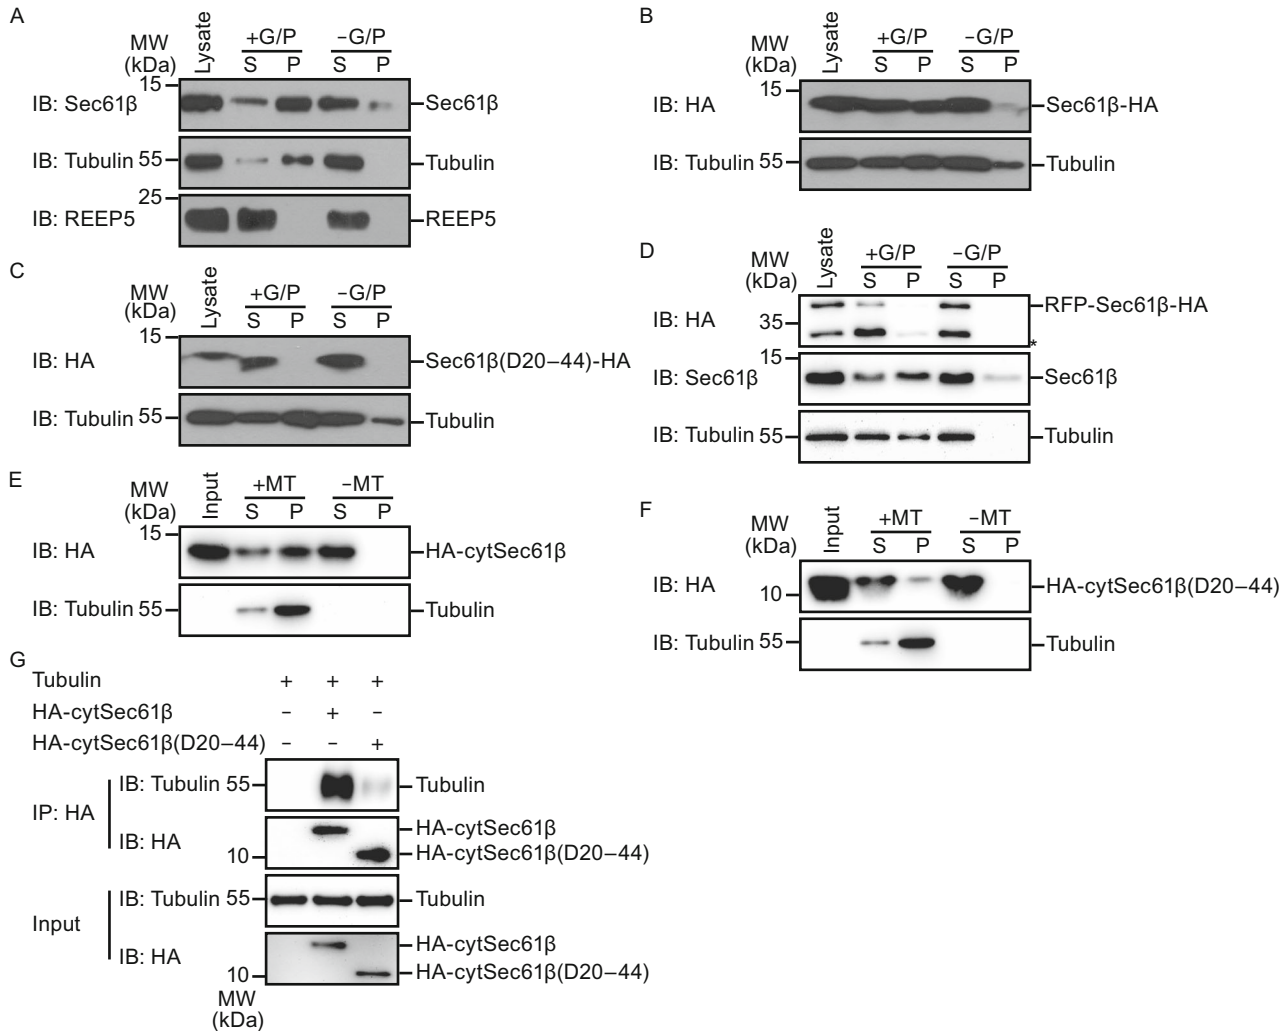 A
MW
(kDa)
Lysate
+G/P
−G/P
S P S P
15
IB: Sec61β
Sec61β
IB: Tubulin 55
Tubulin
25
IB: REEP5
REEP5
B
MW
(kDa)
Lysate
+G/P
−G/P
S P S P
15
IB: HA
Sec61β-HA
IB: Tubulin 55
Tubulin
C
MW
(kDa)
Lysate
+G/P
−G/P
S P S P
15
IB: HA
Sec61β(D20−44)-HA
IB: Tubulin 55
Tubulin
D
MW
(kDa)
Lysate
+G/P
−G/P
S P S P
RFP-Sec61β-HA
IB: HA
35
*
15
IB: Sec61β
Sec61β
IB: Tubulin 55
Tubulin
E
MW
(kDa)
Input
+MT
−MT
S P S P
15
IB: HA
HA-cytSec61β
IB: Tubulin 55
Tubulin
F
MW
(kDa)
Input
+MT
−MT
S P S P
IB: HA
10
HA-cytSec61β(D20−44)
IB: Tubulin 55
Tubulin
G
Tubulin + + +
HA-cytSec61β − + −
HA-cytSec61β(D20−44) − − +
IP: HA
IB: Tubulin 55
Tubulin
IB: HA
HA-cytSec61β
10
HA-cytSec61β(D20−44)
Input
IB: Tubulin 55
Tubulin
IB: HA
HA-cytSec61β
10
HA-cytSec61β(D20−44)
MW
(kDa)